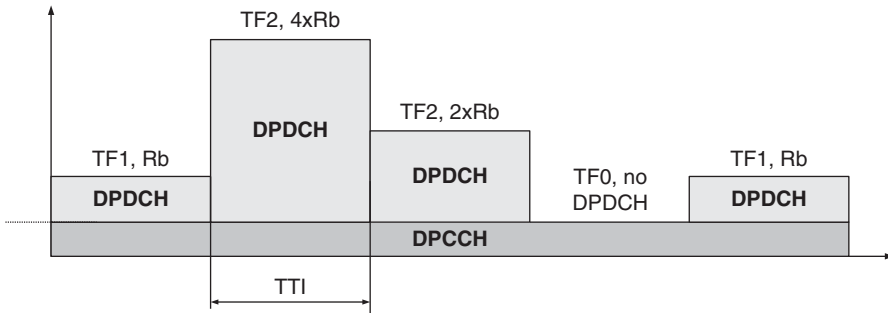 TF2, 4xRb
DPDCH
TF2, 2xRb
DPDCH
TF1, Rb
DPDCH
TF0, no
DPDCH
TF1, Rb
DPDCH
DPCCH
TTI